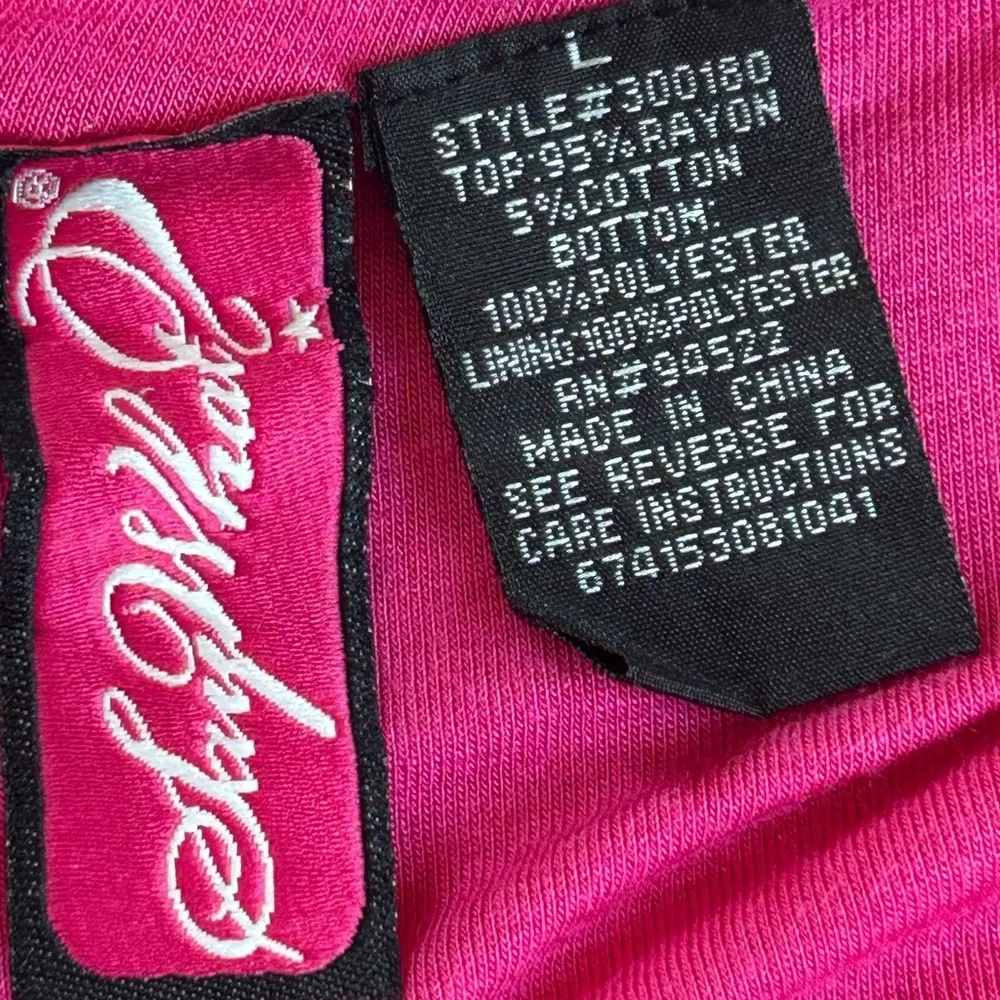 L
STYLE#300180
TOP:95%RAYON
5%COTTON
BOTTOM:
100%POLYESTER
LINING:100%POLYESTER
RN#94522
MADE IN CHINA
SEE REVERSE FOR
CARE INSTRUCTIONS
674153081041